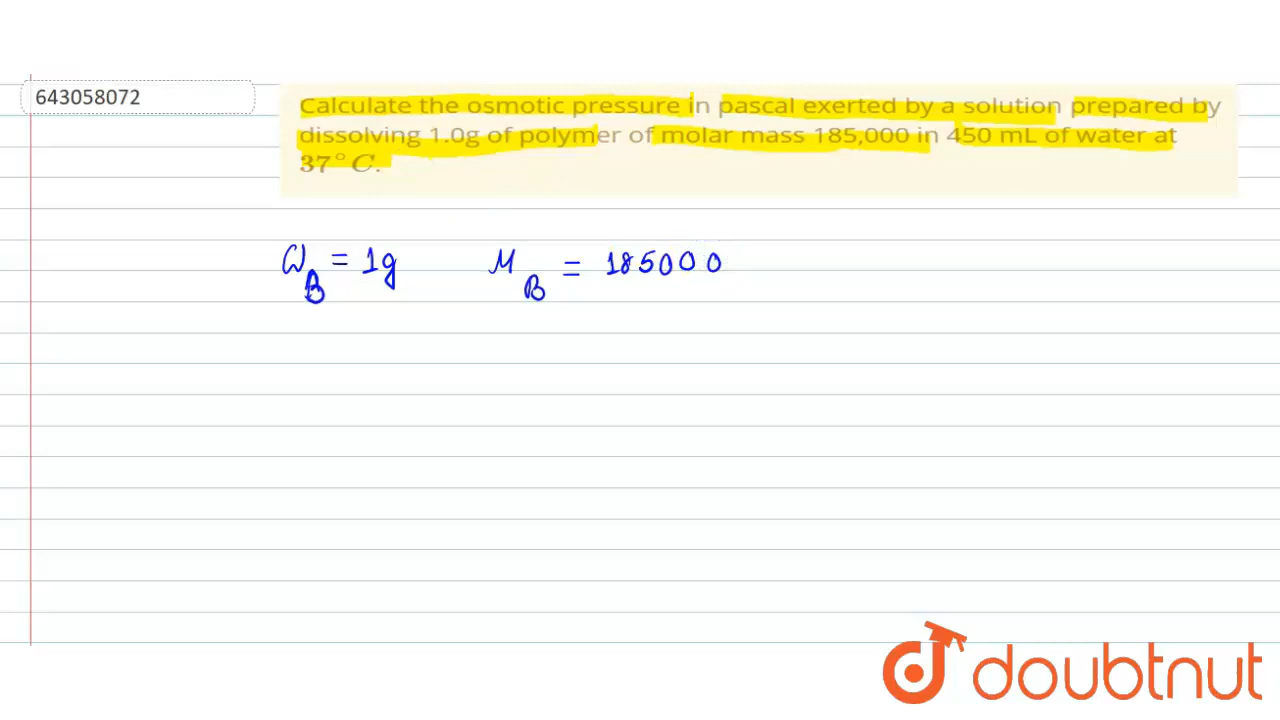 643058072
Calculate the osmotic pressure in pascal exerted by a solution prepared by
dissolving 1.0g of polymer of molar mass 185,000 in 450 mL of water at
37°C.
W_B = 1g M_B = 185000
doubtnut